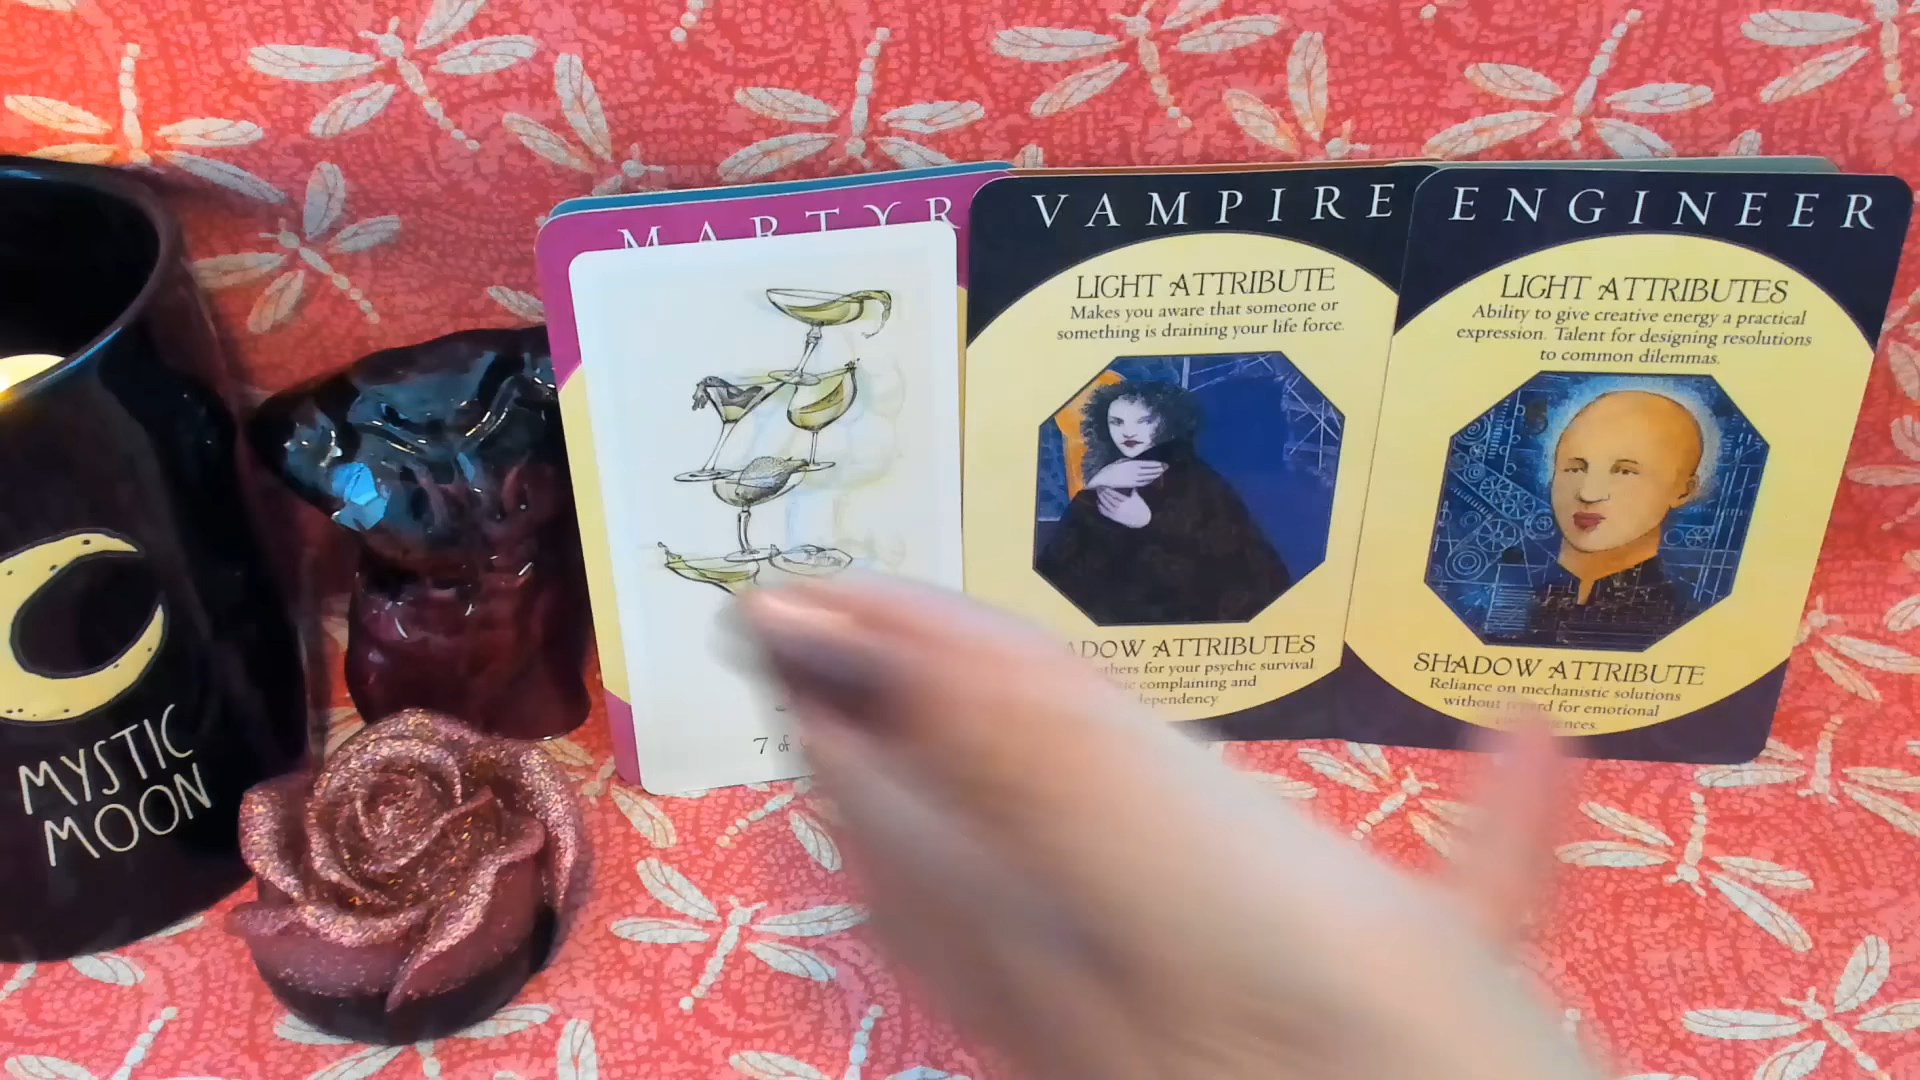 MYSTIC
MOON
MARTYR
7 of
VAMPIRE
LIGHT ATTRIBUTE
Makes you aware that someone or
something is draining your life force.
ADOW ATTRIBUTES
for your psychic survival
complaining and
ENGINEER
LIGHT ATTRIBUTES
Ability to give creative energy a practical
expression. Talent for designing resolutions
to common dilemmas.
SHADOW ATTRIBUTE
Reliance on mechanistic solutions
without regard for emotional